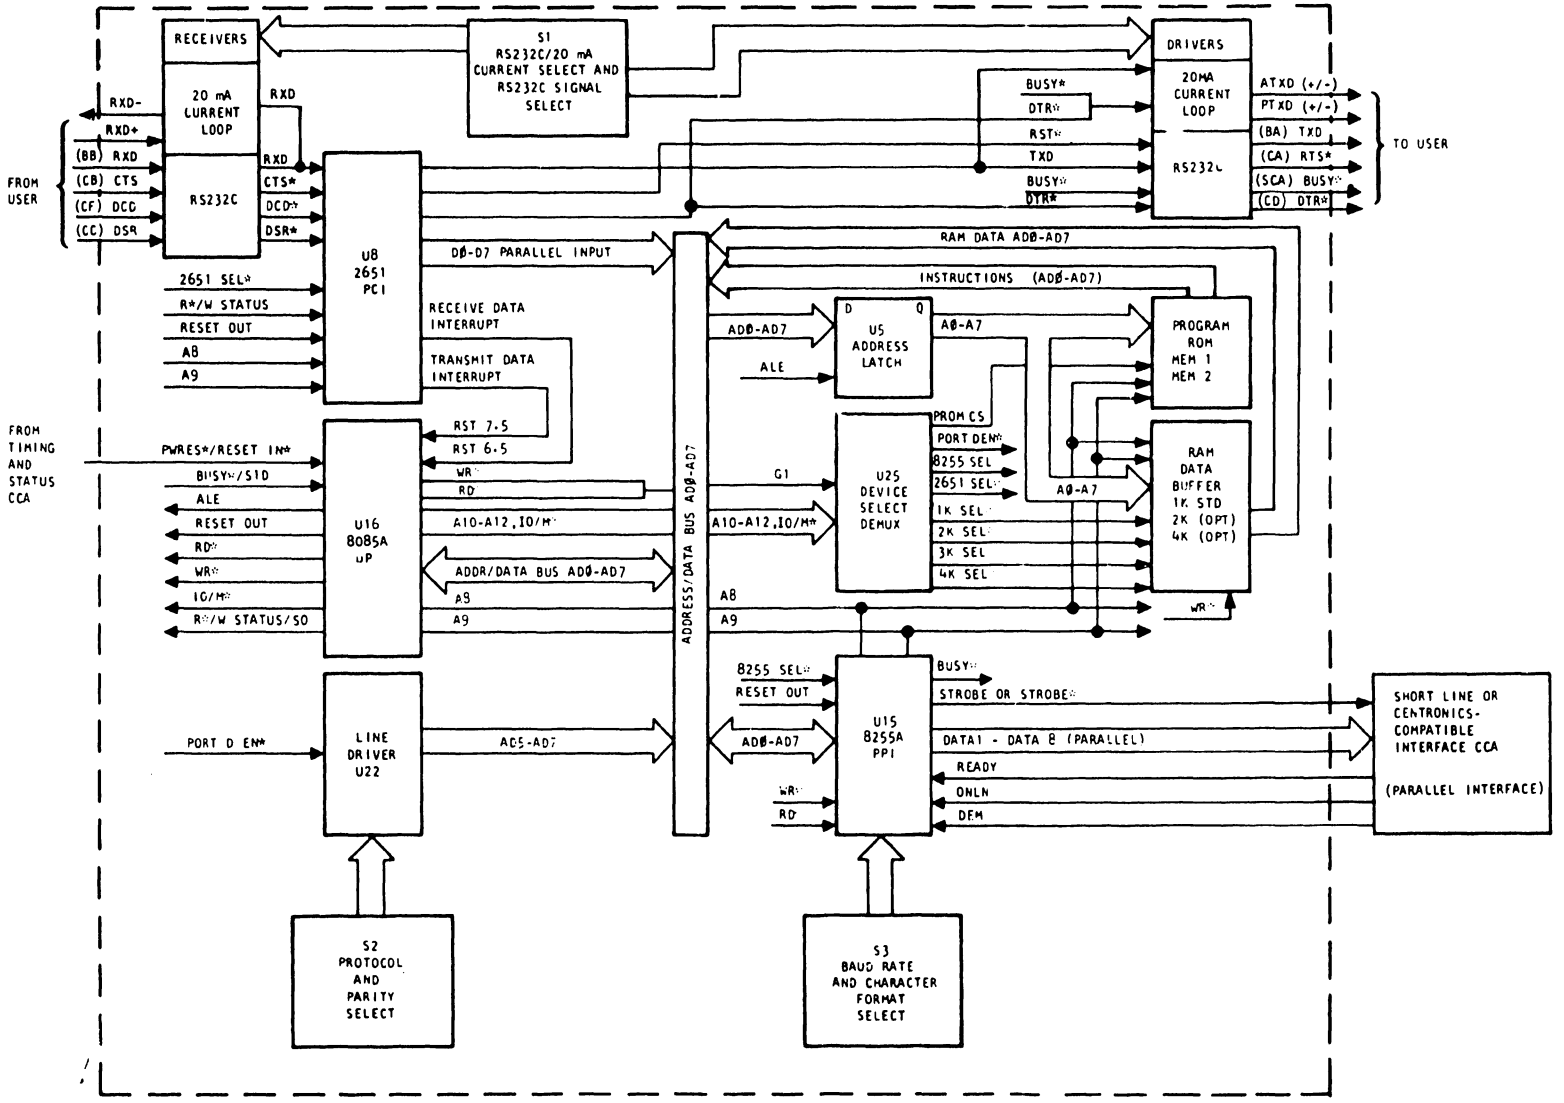 RECEIVERS
20 mA
CURRENT
LOOP
RS232C
RXD-
RXD+
(BB) RXD
(CB) CTS
(CF) DCD
(CC) DSR
FROM
USER
RXD
RXD
CTS*
DCD*
DSR*
S1
RS232C/20 mA
CURRENT SELECT AND
RS232C SIGNAL
SELECT
DRIVERS
20MA
CURRENT
LOOP
RS232C
BUSY*
DTR*
RST*
TXD
BUSY*
DTR*
ATXD (+/-)
PTXD (+/-)
(BA) TXD
(CA) RTS*
(SCA) BUSY*
(CD) DTR*
TO USER
U8
2651
PCI
2651 SEL*
R*/W STATUS
RESET OUT
A8
A9
DØ-D7 PARALLEL INPUT
RECEIVE DATA
INTERRUPT
TRANSMIT DATA
INTERRUPT
RAM DATA ADØ-AD7
INSTRUCTIONS (ADØ-AD7)
ADDRESS/DATA BUS ADØ-AD7
ADØ-AD7
ALE
D Q
U5
ADDRESS
LATCH
AØ-A7
PROGRAM
ROM
MEM 1
MEM 2
FROM
TIMING
AND
STATUS
CCA
PWRES*/RESET IN*
BUSY*/SID
ALE
RESET OUT
RD*
WR*
IO/M*
R*/W STATUS/SO
U16
8085A
uP
RST 7.5
RST 6.5
WR*
RD
A10-A12,IO/M*
ADDR/DATA BUS ADØ-AD7
A8
A9
G1
A10-A12,IO/M*
U25
DEVICE
SELECT
DEMUX
PROM CS
PORT DEN*
8255 SEL
2651 SEL*
1K SEL
2K SEL
3K SEL
4K SEL
AØ-A7
RAM
DATA
BUFFER
1K STD
2K (OPT)
4K (OPT)
WR*
A8
A9
PORT D EN*
LINE
DRIVER
U22
AD5-AD7
8255 SEL*
RESET OUT
ADØ-AD7
WR*
RD
U15
8255A
PPI
BUSY*
STROBE OR STROBE*
DATA1 - DATA 8 (PARALLEL)
READY
ONLN
DEM
SHORT LINE OR
CENTRONICS-
COMPATIBLE
INTERFACE CCA
(PARALLEL INTERFACE)
S2
PROTOCOL
AND
PARITY
SELECT
S3
BAUD RATE
AND CHARACTER
FORMAT
SELECT